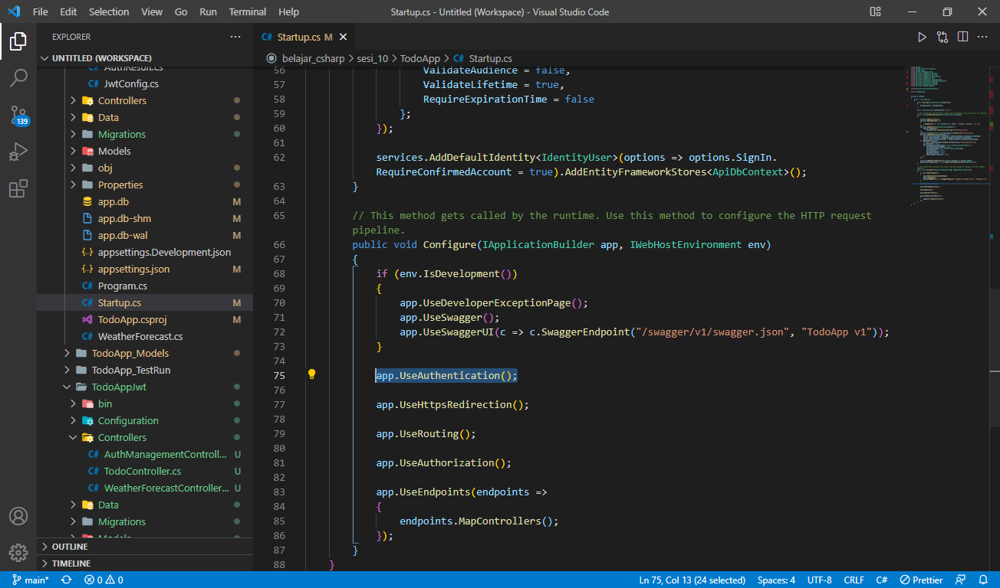 File Edit Selection View Go Run Terminal Help
Startup.cs - Untitled (Workspace) - Visual Studio Code
EXPLORER
UNTITLED (WORKSPACE)
AuthResult.cs
C# JwtConfig.cs
Controllers
Data
Migrations
Models
obj
Properties
app.db M
app.db-shm M
app.db-wal M
{..} appsettings.Development.json
{..} appsettings.json M
C# Program.cs
C# Startup.cs M
TodoApp.csproj M
C# WeatherForecast.cs
TodoApp_Models
TodoApp_TestRun
TodoAppJwt
bin
Configuration
Controllers
C# AuthManagementControll... U
C# TodoController.cs U
C# WeatherForecastController... U
Data
Migrations
Models
OUTLINE
TIMELINE
139
C# Startup.cs M
belajar_csharp > sesi_10 > TodoApp > C# Startup.cs
56 ValidateAudience = false,
57 ValidateLifetime = true,
58 RequireExpirationTime = false
59 };
60 });
61
62 services.AddDefaultIdentity<IdentityUser>(options => options.SignIn.
RequireConfirmedAccount = true).AddEntityFrameworkStores<ApiDbContext>();
63 }
64
65 // This method gets called by the runtime. Use this method to configure the HTTP request
pipeline.
66 public void Configure(IApplicationBuilder app, IWebHostEnvironment env)
67 {
68 if (env.IsDevelopment())
69 {
70 app.UseDeveloperExceptionPage();
71 app.UseSwagger();
72 app.UseSwaggerUI(c => c.SwaggerEndpoint("/swagger/v1/swagger.json", "TodoApp v1"));
73 }
74
75 app.UseAuthentication();
76
77 app.UseHttpsRedirection();
78
79 app.UseRouting();
80
81 app.UseAuthorization();
82
83 app.UseEndpoints(endpoints =>
84 {
85 endpoints.MapControllers();
86 });
87 }
88 }
main* 0 0 Ln 75, Col 13 (24 selected) Spaces: 4 UTF-8 CRLF C# Prettier